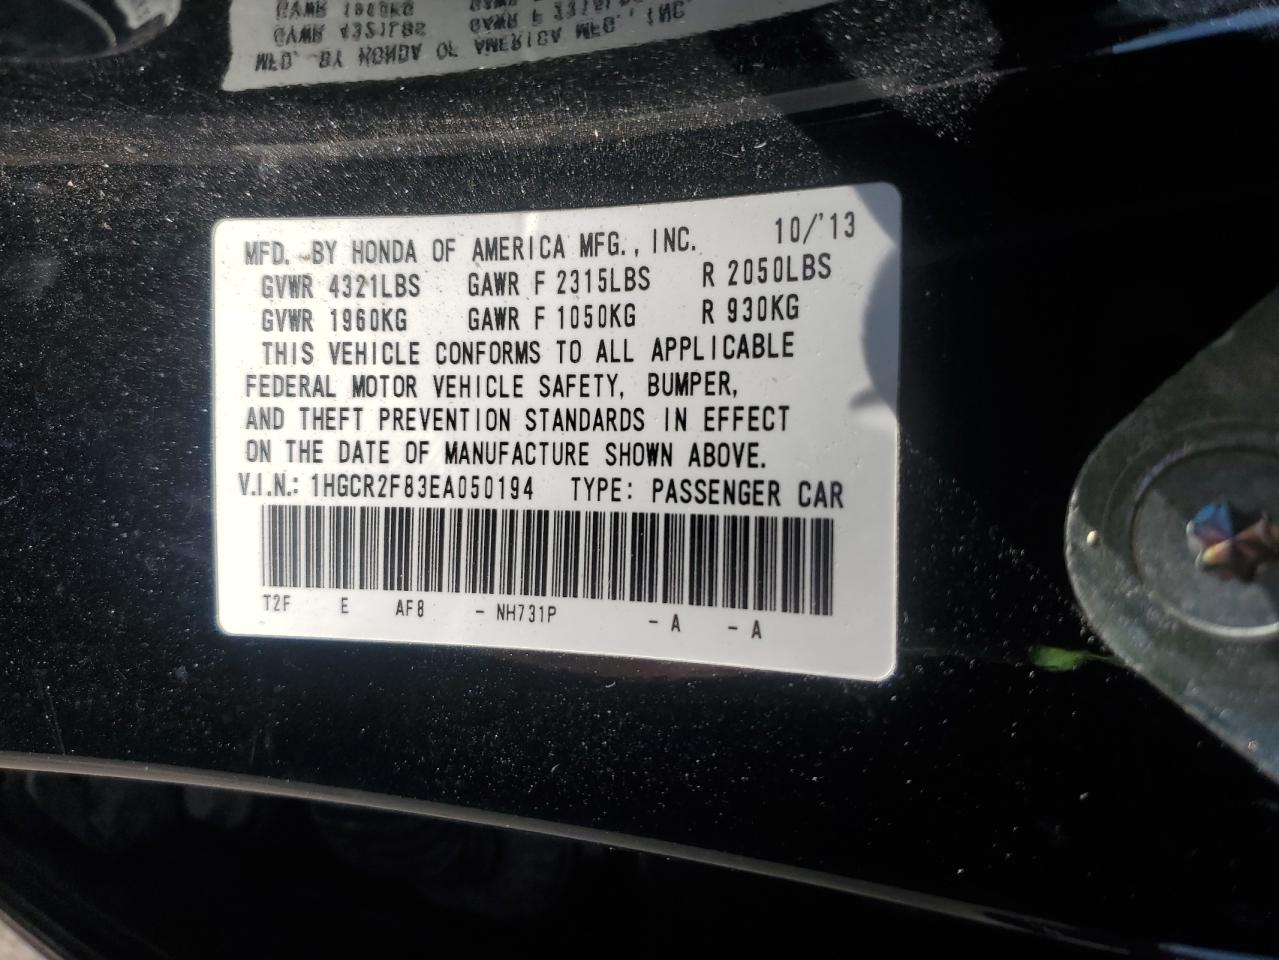 MFD. BY HONDA OF AMERICA MFG., INC. 10/'13
GVWR 4321LBS GAWR F 2315LBS R 2050LBS
GVWR 1960KG GAWR F 1050KG R 930KG
THIS VEHICLE CONFORMS TO ALL APPLICABLE
FEDERAL MOTOR VEHICLE SAFETY, BUMPER,
AND THEFT PREVENTION STANDARDS IN EFFECT
ON THE DATE OF MANUFACTURE SHOWN ABOVE.
V.I.N.: 1HGCR2F83EA050194 TYPE: PASSENGER CAR
T2F E AF8 - NH731P - A - A